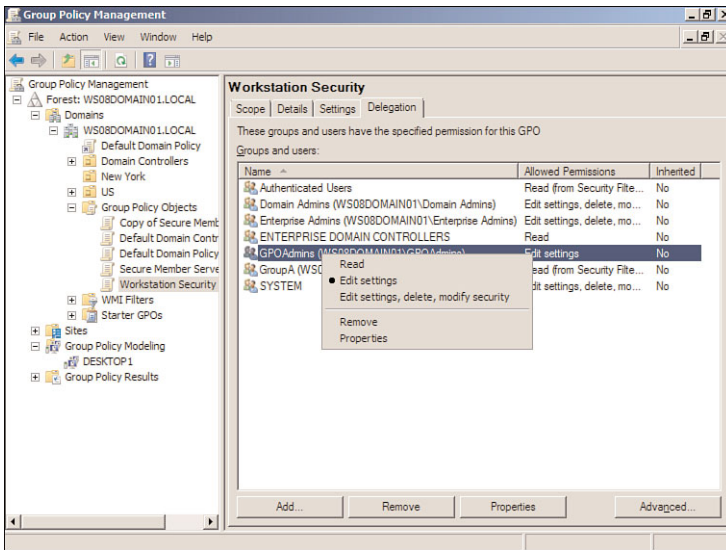 Group Policy Management
File Action View Window Help
Group Policy Management
Forest: WS08DOMAIN01.LOCAL
Domains
WS08DOMAIN01.LOCAL
Default Domain Policy
Domain Controllers
New York
US
Group Policy Objects
Copy of Secure Memb
Default Domain Contr
Default Domain Policy
Secure Member Serve
Workstation Security
WMI Filters
Starter GPOs
Sites
Group Policy Modeling
DESKTOP1
Group Policy Results
Workstation Security
Scope Details Settings Delegation
These groups and users have the specified permission for this GPO
Groups and users:
Name Allowed Permissions Inherited
Authenticated Users Read (from Security Filte... No
Domain Admins (WS08DOMAIN01\Domain Admins) Edit settings, delete, mo... No
Enterprise Admins (WS08DOMAIN01\Enterprise Admins) Edit settings, delete, mo... No
ENTERPRISE DOMAIN CONTROLLERS Read No
GPOAdmins (WS08DOMAIN01\GPOAdmins) Edit settings No
GroupA (WS0 ead (from Security Filte... No
SYSTEM dit settings, delete, mo... No
Read
Edit settings
Edit settings, delete, modify security
Remove
Properties
Add... Remove Properties Advanced...